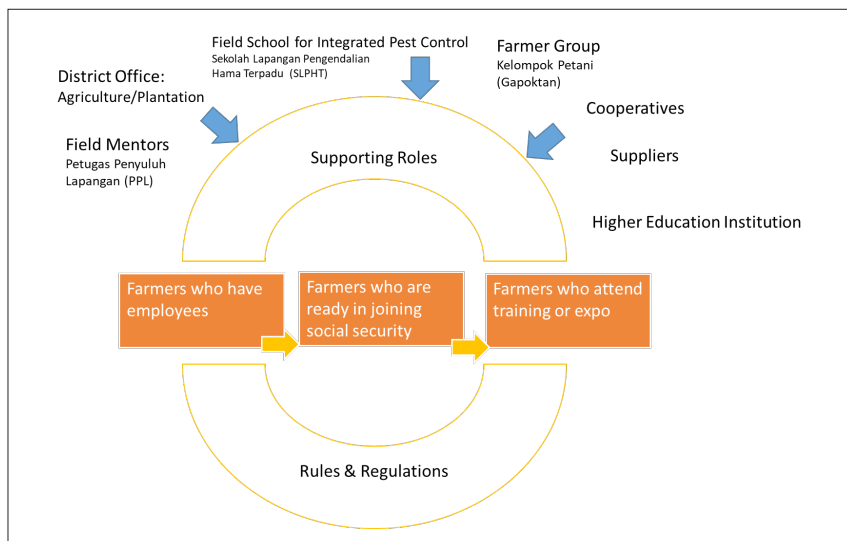 Field School for Integrated Pest Control
Sekolah Lapangan Pengendalian
Hama Terpadu (SLPHT)
Farmer Group
Kelompok Petani
(Gapoktan)
District Office:
Agriculture/Plantation
Cooperatives
Field Mentors
Petugas Penyuluh
Lapangan (PPL)
Supporting Roles
Suppliers
Higher Education Institution
Farmers who have
employees
Farmers who are
ready in joining
social security
Farmers who attend
training or expo
Rules & Regulations